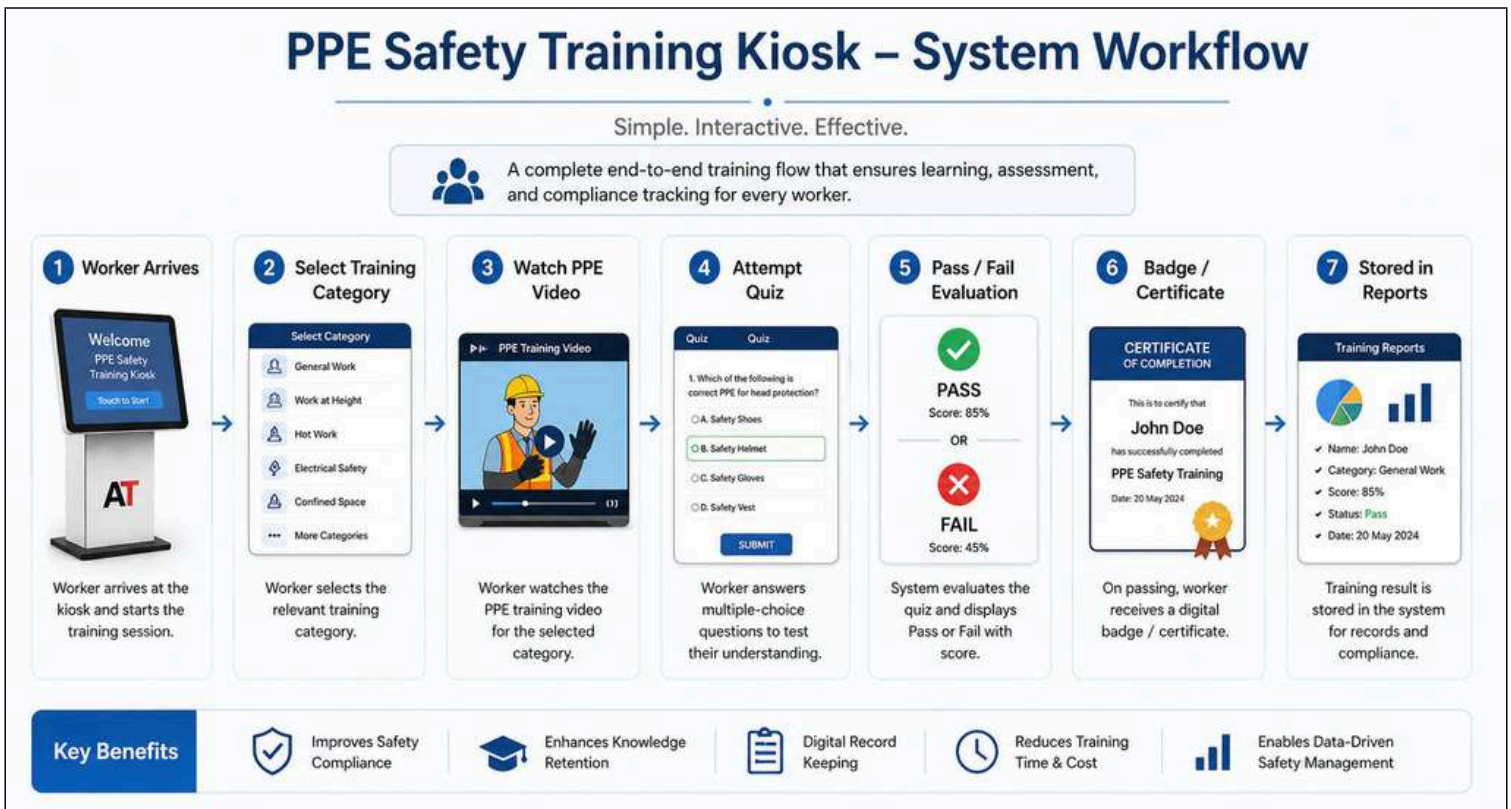 PPE Safety Training Kiosk – System Workflow
Simple. Interactive. Effective.
A complete end-to-end training flow that ensures learning, assessment,
and compliance tracking for every worker.
1 Worker Arrives
Welcome
PPE Safety
Training Kiosk
Touch to Start
AT
Worker arrives at the
kiosk and starts the
training session.
2 Select Training
Category
Select Category
General Work
Work at Height
Hot Work
Electrical Safety
Confined Space
More Categories
Worker selects the
relevant training
category.
3 Watch PPE
Video
PPE Training Video
Worker watches the
PPE training video
for the selected
category.
4 Attempt
Quiz
Quiz Quiz
1. Which of the following is
correct PPE for head protection?
A. Safety Shoes
B. Safety Helmet
C. Safety Gloves
D. Safety Vest
SUBMIT
Worker answers
multiple-choice
questions to test
their understanding.
5 Pass / Fail
Evaluation
PASS
Score: 85%
OR
FAIL
Score: 45%
System evaluates the
quiz and displays
Pass or Fail with
score.
6 Badge /
Certificate
CERTIFICATE
OF COMPLETION
This is to certify that
John Doe
has successfully completed
PPE Safety Training
Date: 20 May 2024
On passing, worker
receives a digital
badge / certificate.
7 Stored in
Reports
Training Reports
Name: John Doe
Category: General Work
Score: 85%
Status: Pass
Date: 20 May 2024
Training result is
stored in the system
for records and
compliance.
Key Benefits
Improves Safety
Compliance
Enhances Knowledge
Retention
Digital Record
Keeping
Reduces Training
Time & Cost
Enables Data-Driven
Safety Management